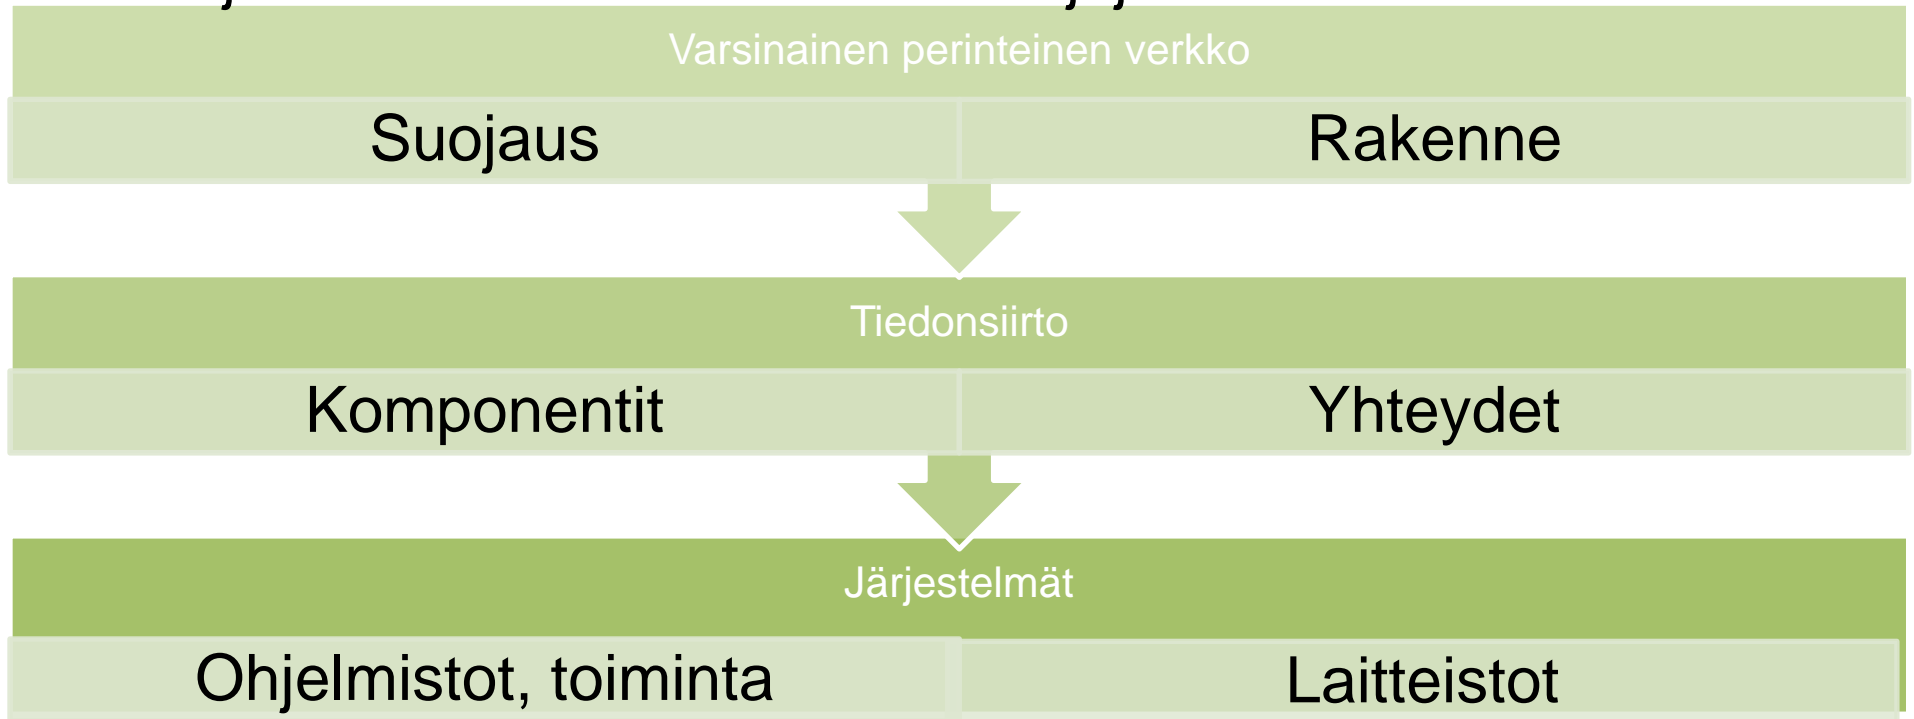 Varsinainen perinteinen verkko
Suojaus
Rakenne
Tiedonsiirto
Komponentit
Yhteydet
Järjestelmät
Ohjelmistot, toiminta
Laitteistot